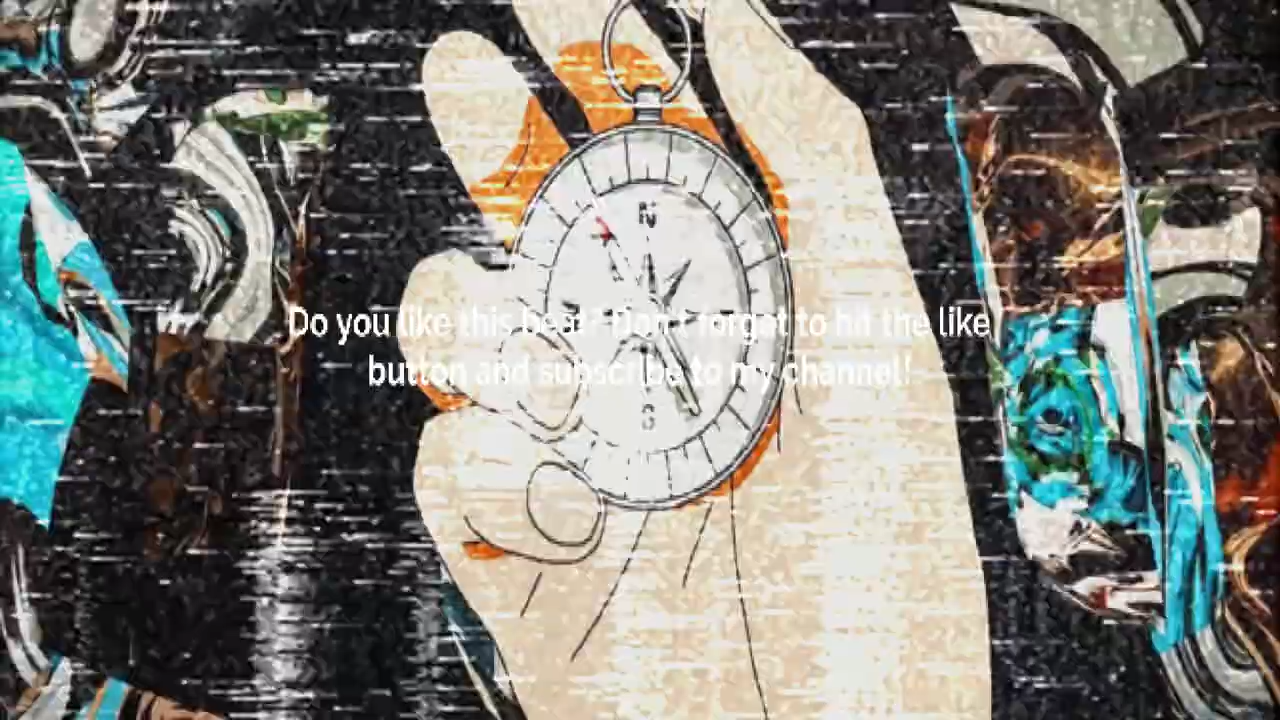 Do you like this beat? Don't forget to hit the like
button and subscribe to my channel!
N